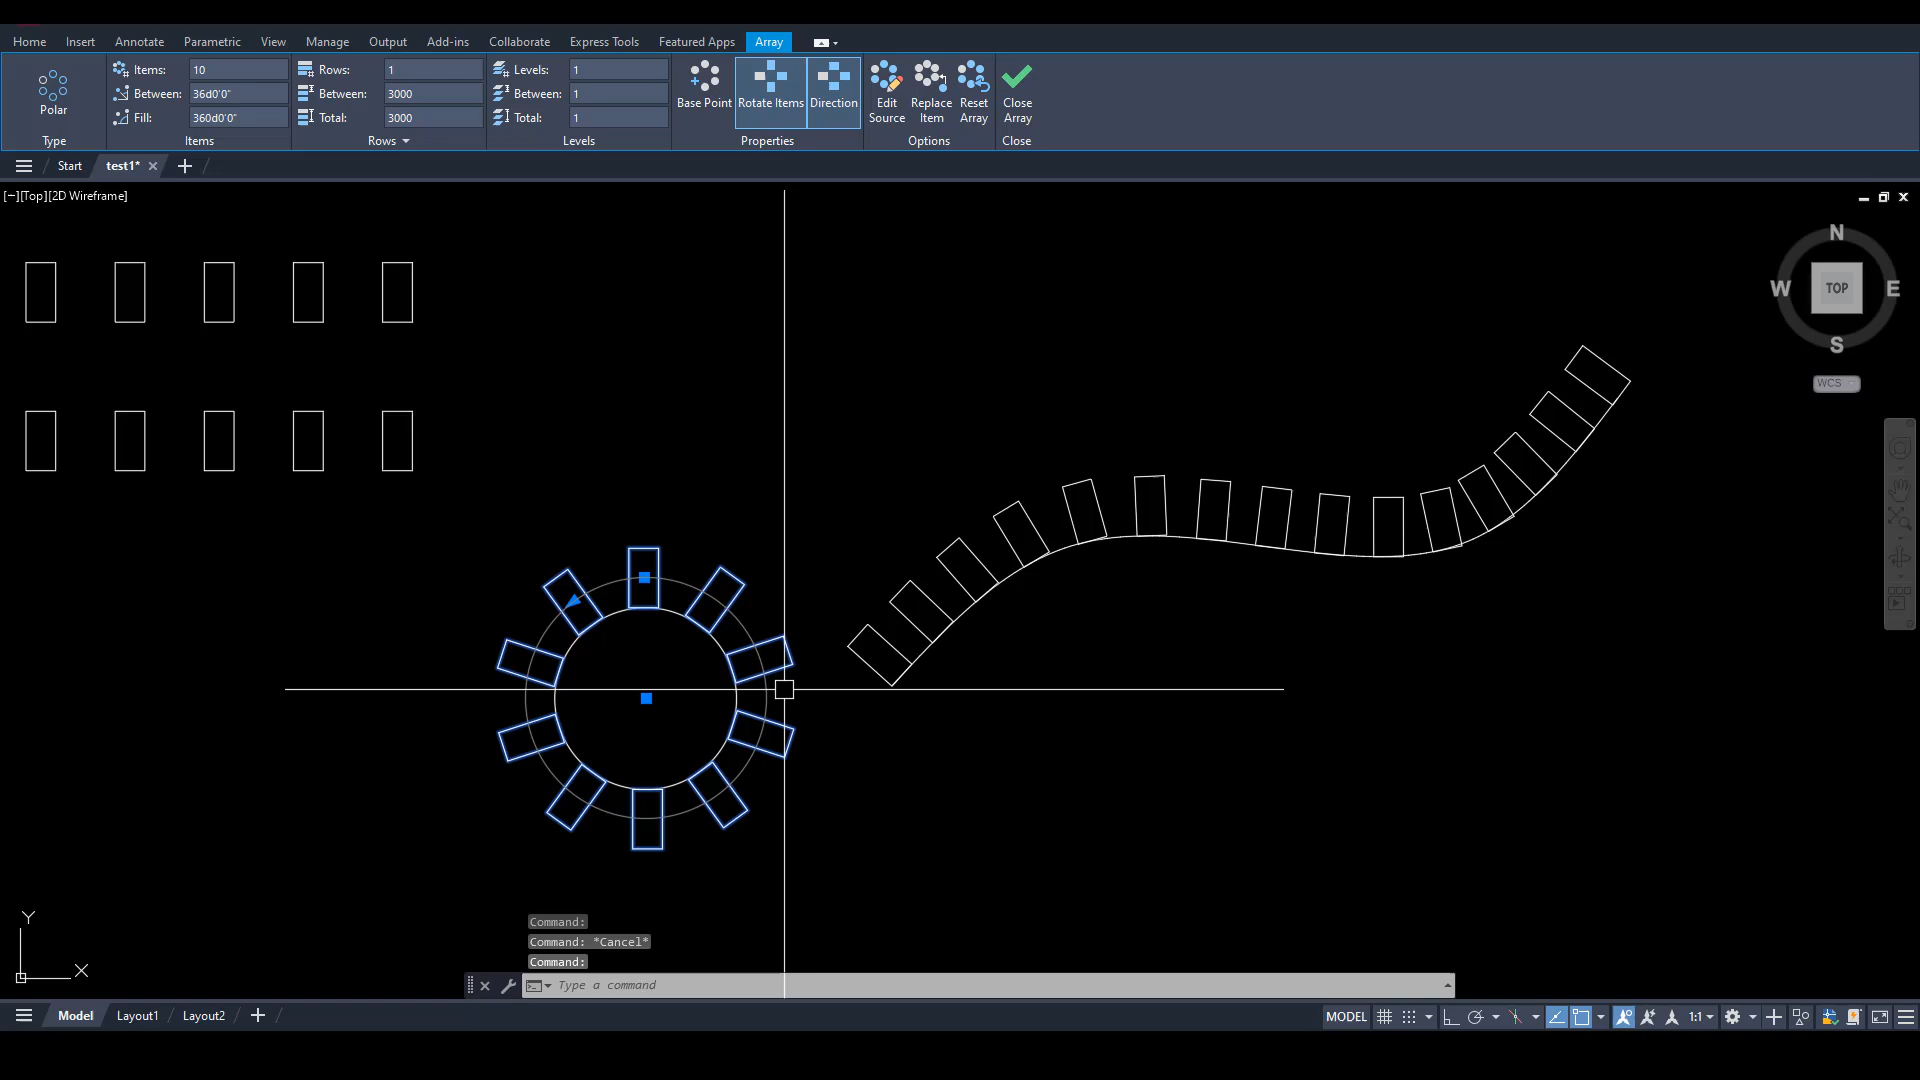 Home Insert Annotate Parametric View Manage Output Add-ins Collaborate Express Tools Featured Apps Array
Polar
Type
Items: 10
Between: 36d0'0"
Fill: 360d0'0"
Items
Rows: 1
Between: 3000
Total: 3000
Rows
Levels: 1
Between: 1
Total: 1
Levels
Base Point
Rotate Items
Direction
Properties
Edit
Source
Replace
Item
Reset
Array
Options
Close
Array
Close
Start test1*
[−][Top][2D Wireframe]
N
W TOP E
S
WCS
Y
X
Command:
Command: *Cancel*
Command:
Type a command
Model Layout1 Layout2
MODEL 1:1